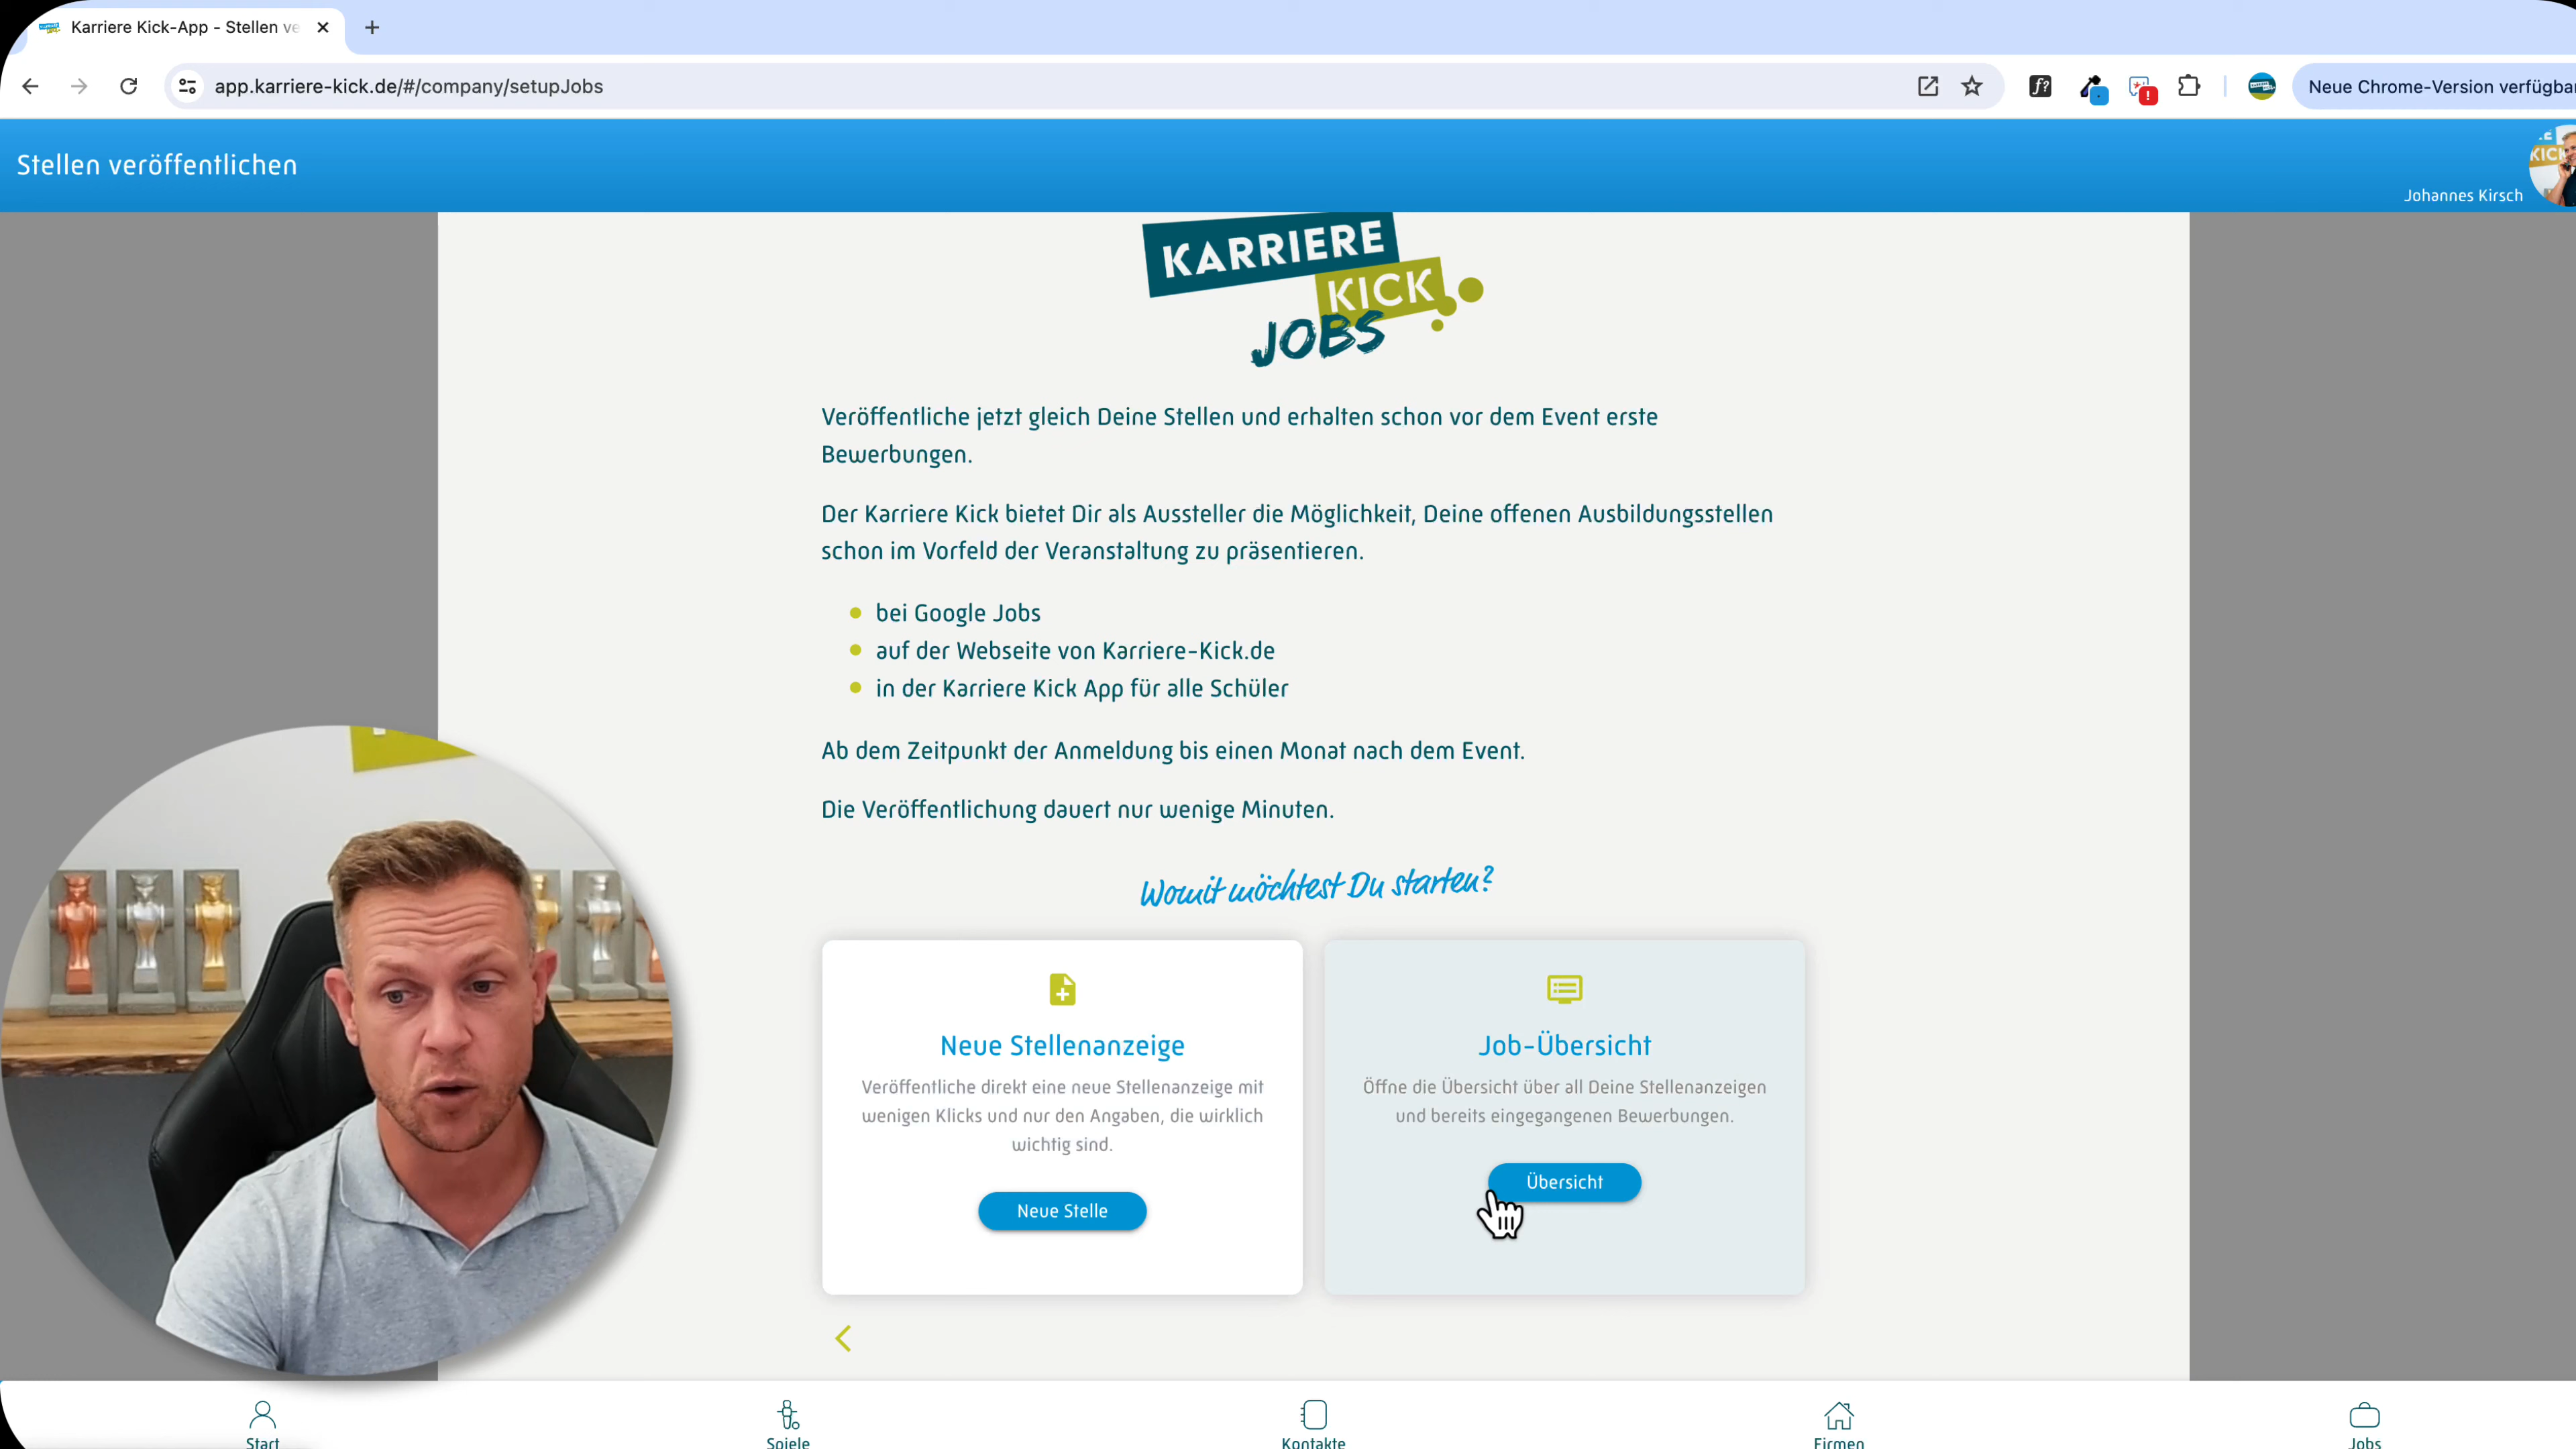 Karriere Kick-App - Stellen ve
app.karriere-kick.de/#/company/setupJobs
f?
Neue Chrome-Version verfügbar
Stellen veröffentlichen
Johannes Kirsch
KARRIERE
KICK
JOBS
Veröffentliche jetzt gleich Deine Stellen und erhalten schon vor dem Event erste
Bewerbungen.
Der Karriere Kick bietet Dir als Aussteller die Möglichkeit, Deine offenen Ausbildungsstellen
schon im Vorfeld der Veranstaltung zu präsentieren.
bei Google Jobs
auf der Webseite von Karriere-Kick.de
in der Karriere Kick App für alle Schüler
Ab dem Zeitpunkt der Anmeldung bis einen Monat nach dem Event.
Die Veröffentlichung dauert nur wenige Minuten.
Womit möchtest Du starten?
Neue Stellenanzeige
Veröffentliche direkt eine neue Stellenanzeige mit
wenigen Klicks und nur den Angaben, die wirklich
wichtig sind.
Neue Stelle
Job-Übersicht
Öffne die Übersicht über all Deine Stellenanzeigen
und bereits eingegangenen Bewerbungen.
Übersicht
Start
Spiele
Kontakte
Firmen
Jobs